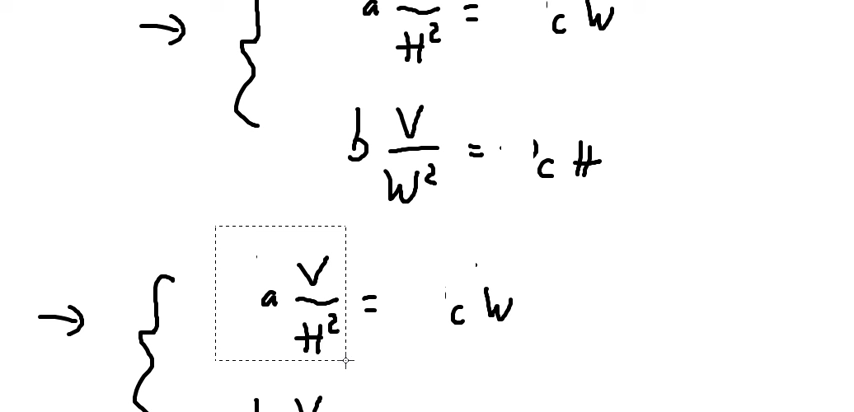 → { a — / H² = c W
b V / W² = c H
→ { a V / H² = c W
b V